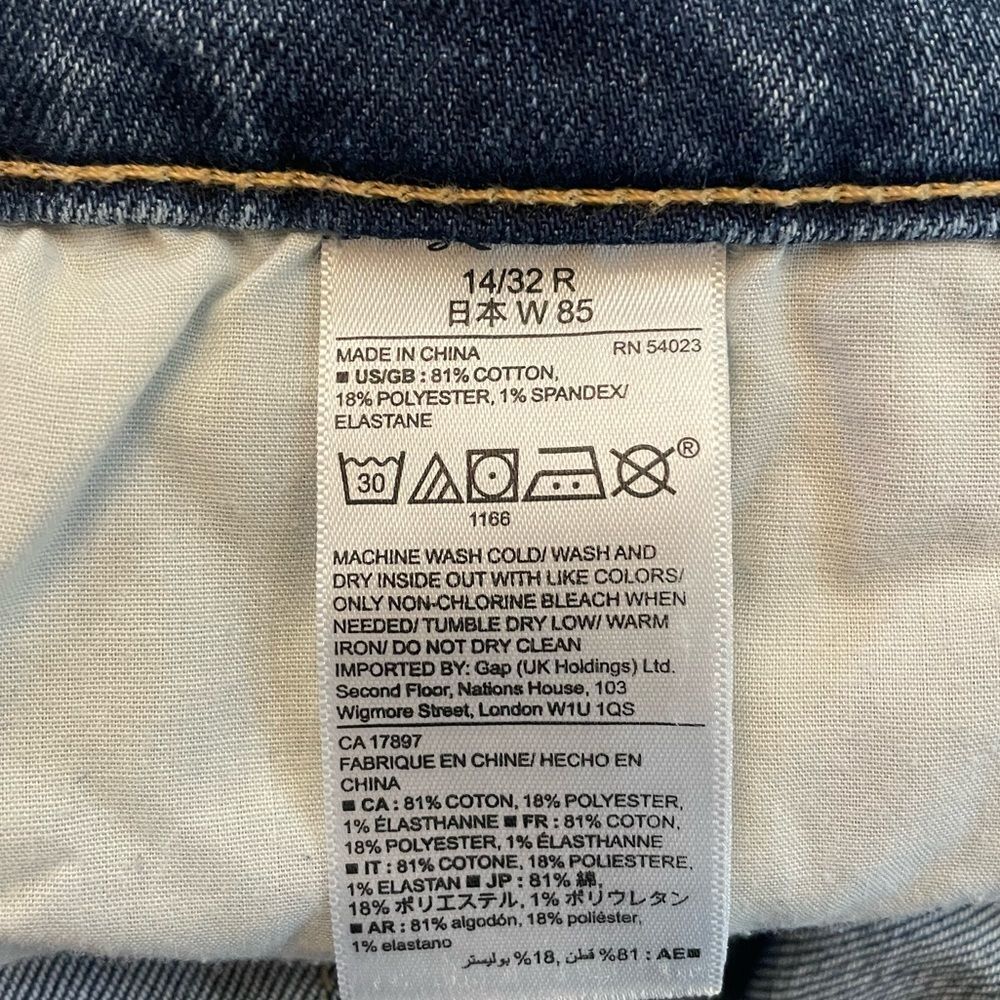 14/32 R
日本 W 85
MADE IN CHINA RN 54023
■ US/GB : 81% COTTON,
18% POLYESTER, 1% SPANDEX/
ELASTANE
30
®
1166
MACHINE WASH COLD/ WASH AND
DRY INSIDE OUT WITH LIKE COLORS/
ONLY NON-CHLORINE BLEACH WHEN
NEEDED/ TUMBLE DRY LOW/ WARM
IRON/ DO NOT DRY CLEAN
IMPORTED BY: Gap (UK Holdings) Ltd.
Second Floor, Nations House, 103
Wigmore Street, London W1U 1QS
CA 17897
FABRIQUE EN CHINE/ HECHO EN
CHINA
■ CA : 81% COTON, 18% POLYESTER,
1% ÉLASTHANNE ■ FR : 81% COTON,
18% POLYESTER, 1% ÉLASTHANNE
■ IT : 81% COTONE, 18% POLIESTERE,
1% ELASTAN ■ JP : 81% 綿,
18% ポリエステル, 1% ポリウレタン
■ AR : 81% algodón, 18% poliéster,
1% elastano
■AE : 81% قطن, 18% بوليستر